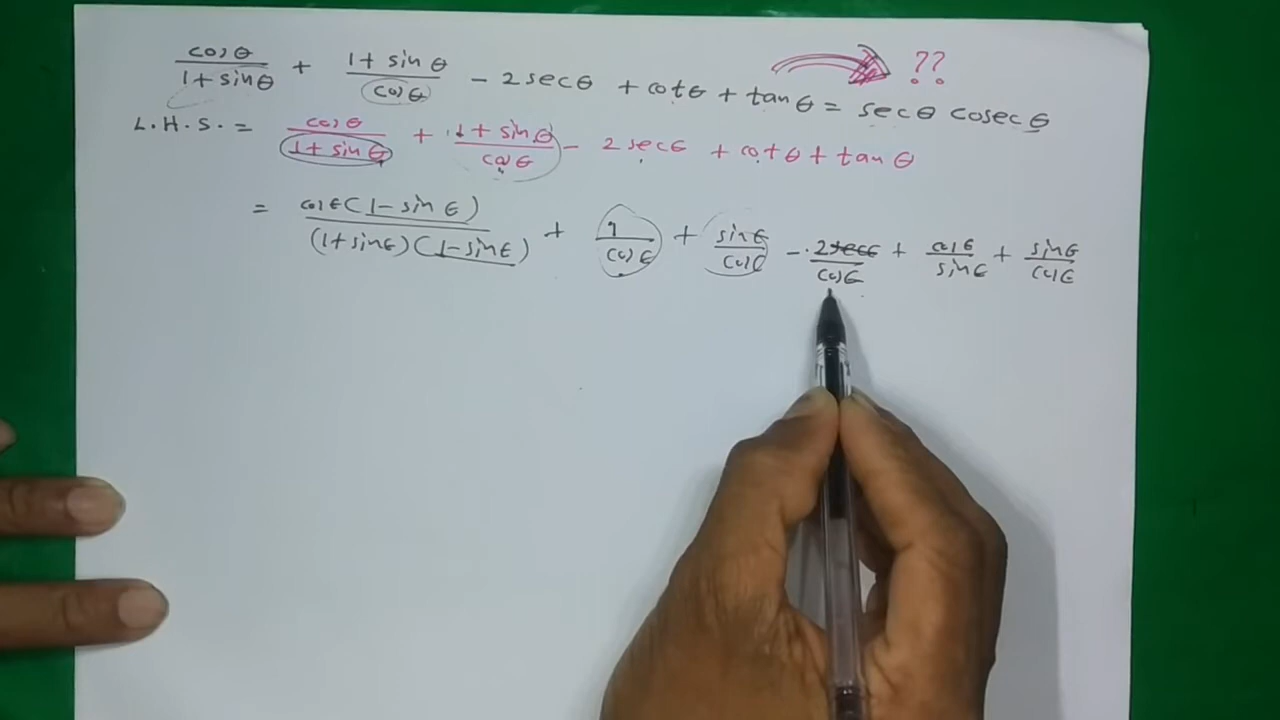 cosθ/(1 + sinθ) + (1 + sinθ)/cosθ - 2secθ + cotθ + tanθ = secθ cosecθ ??
L.H.S. = cosθ/(1 + sinθ) + (1 + sinθ)/cosθ - 2secθ + cotθ + tanθ
= cosθ(1 - sinθ)/((1 + sinθ)(1 - sinθ)) + 1/cosθ + sinθ/cosθ - 2secθ/cosθ + cosθ/sinθ + sinθ/cosθ